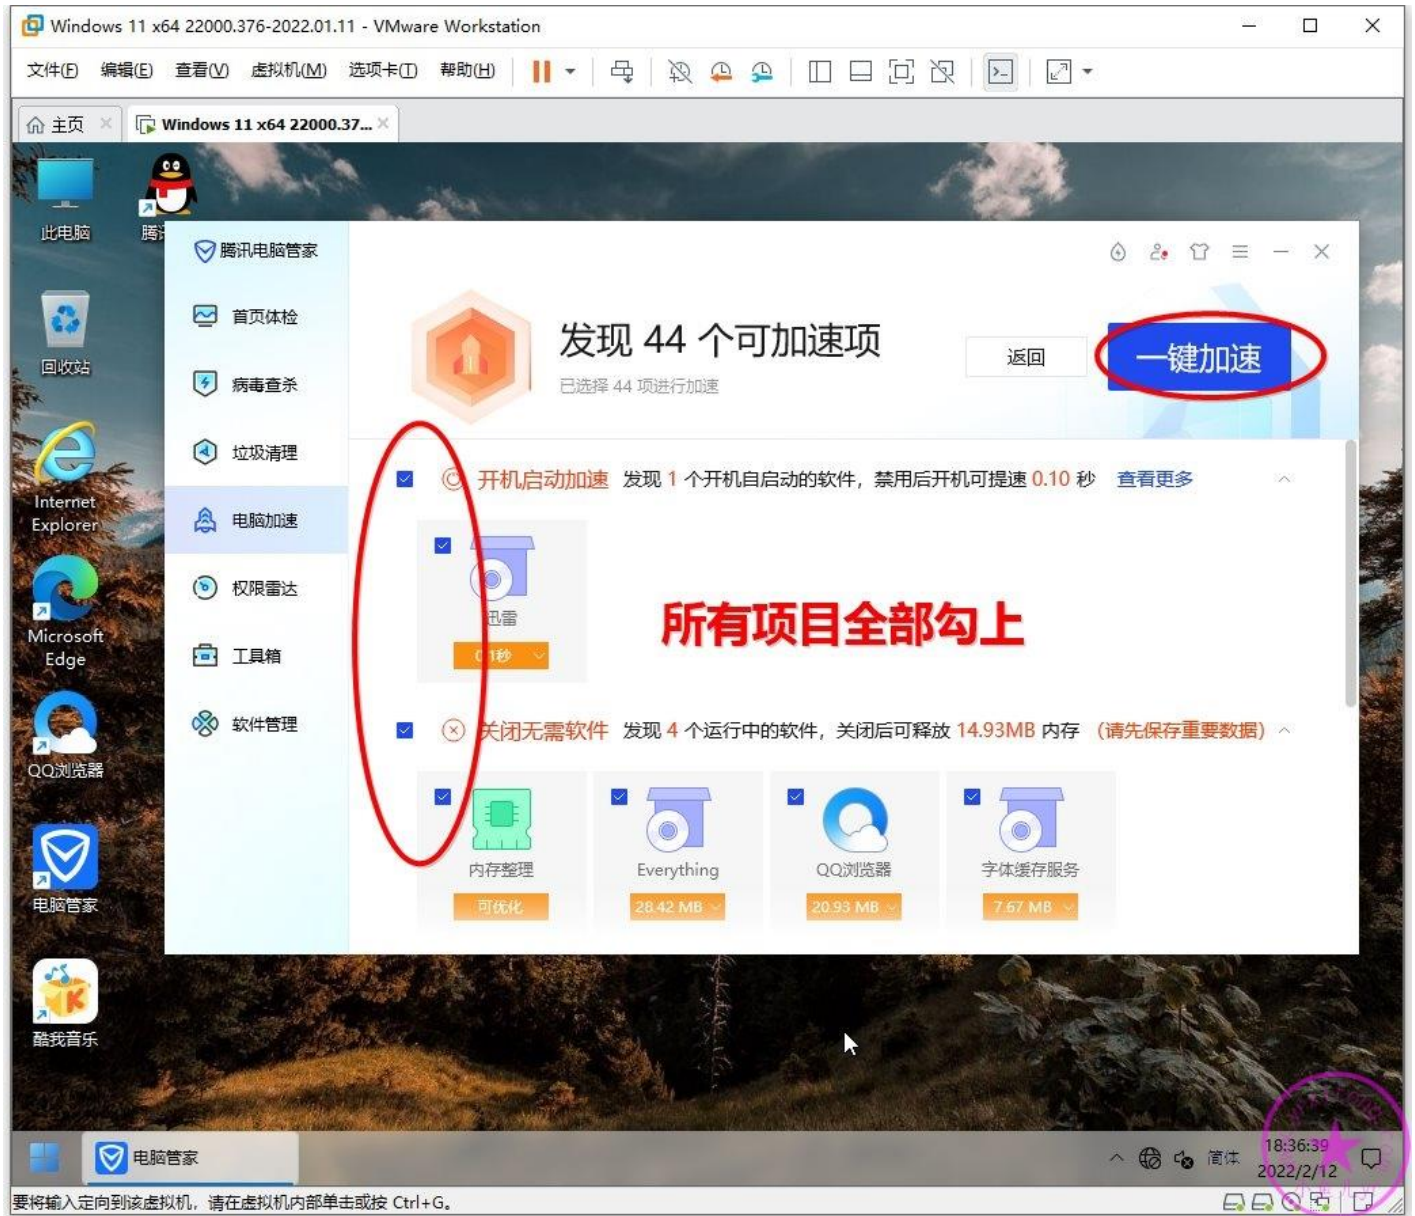 Windows 11 x64 22000.376-2022.01.11 - VMware Workstation
文件(F) 编辑(E) 查看(V) 虚拟机(M) 选项卡(T) 帮助(H)
主页 Windows 11 x64 22000.37...
此电脑
回收站
Internet
Explorer
Microsoft
Edge
QQ浏览器
电脑管家
酷我音乐
腾讯电脑管家
首页体检
病毒查杀
垃圾清理
电脑加速
权限雷达
工具箱
软件管理
发现 44 个可加速项
已选择 44 项进行加速
返回
一键加速
开机启动加速 发现 1 个开机自启动的软件，禁用后开机可提速 0.10 秒 查看更多
迅雷
0.1秒
所有项目全部勾上
关闭无需软件 发现 4 个运行中的软件，关闭后可释放 14.93MB 内存 （请先保存重要数据）
内存整理 Everything QQ浏览器 字体缓存服务
可优化 28.42 MB 20.93 MB 7.67 MB
电脑管家
简体
18:36:39
2022/2/12
要将输入定向到该虚拟机，请在虚拟机内部单击或按 Ctrl+G。